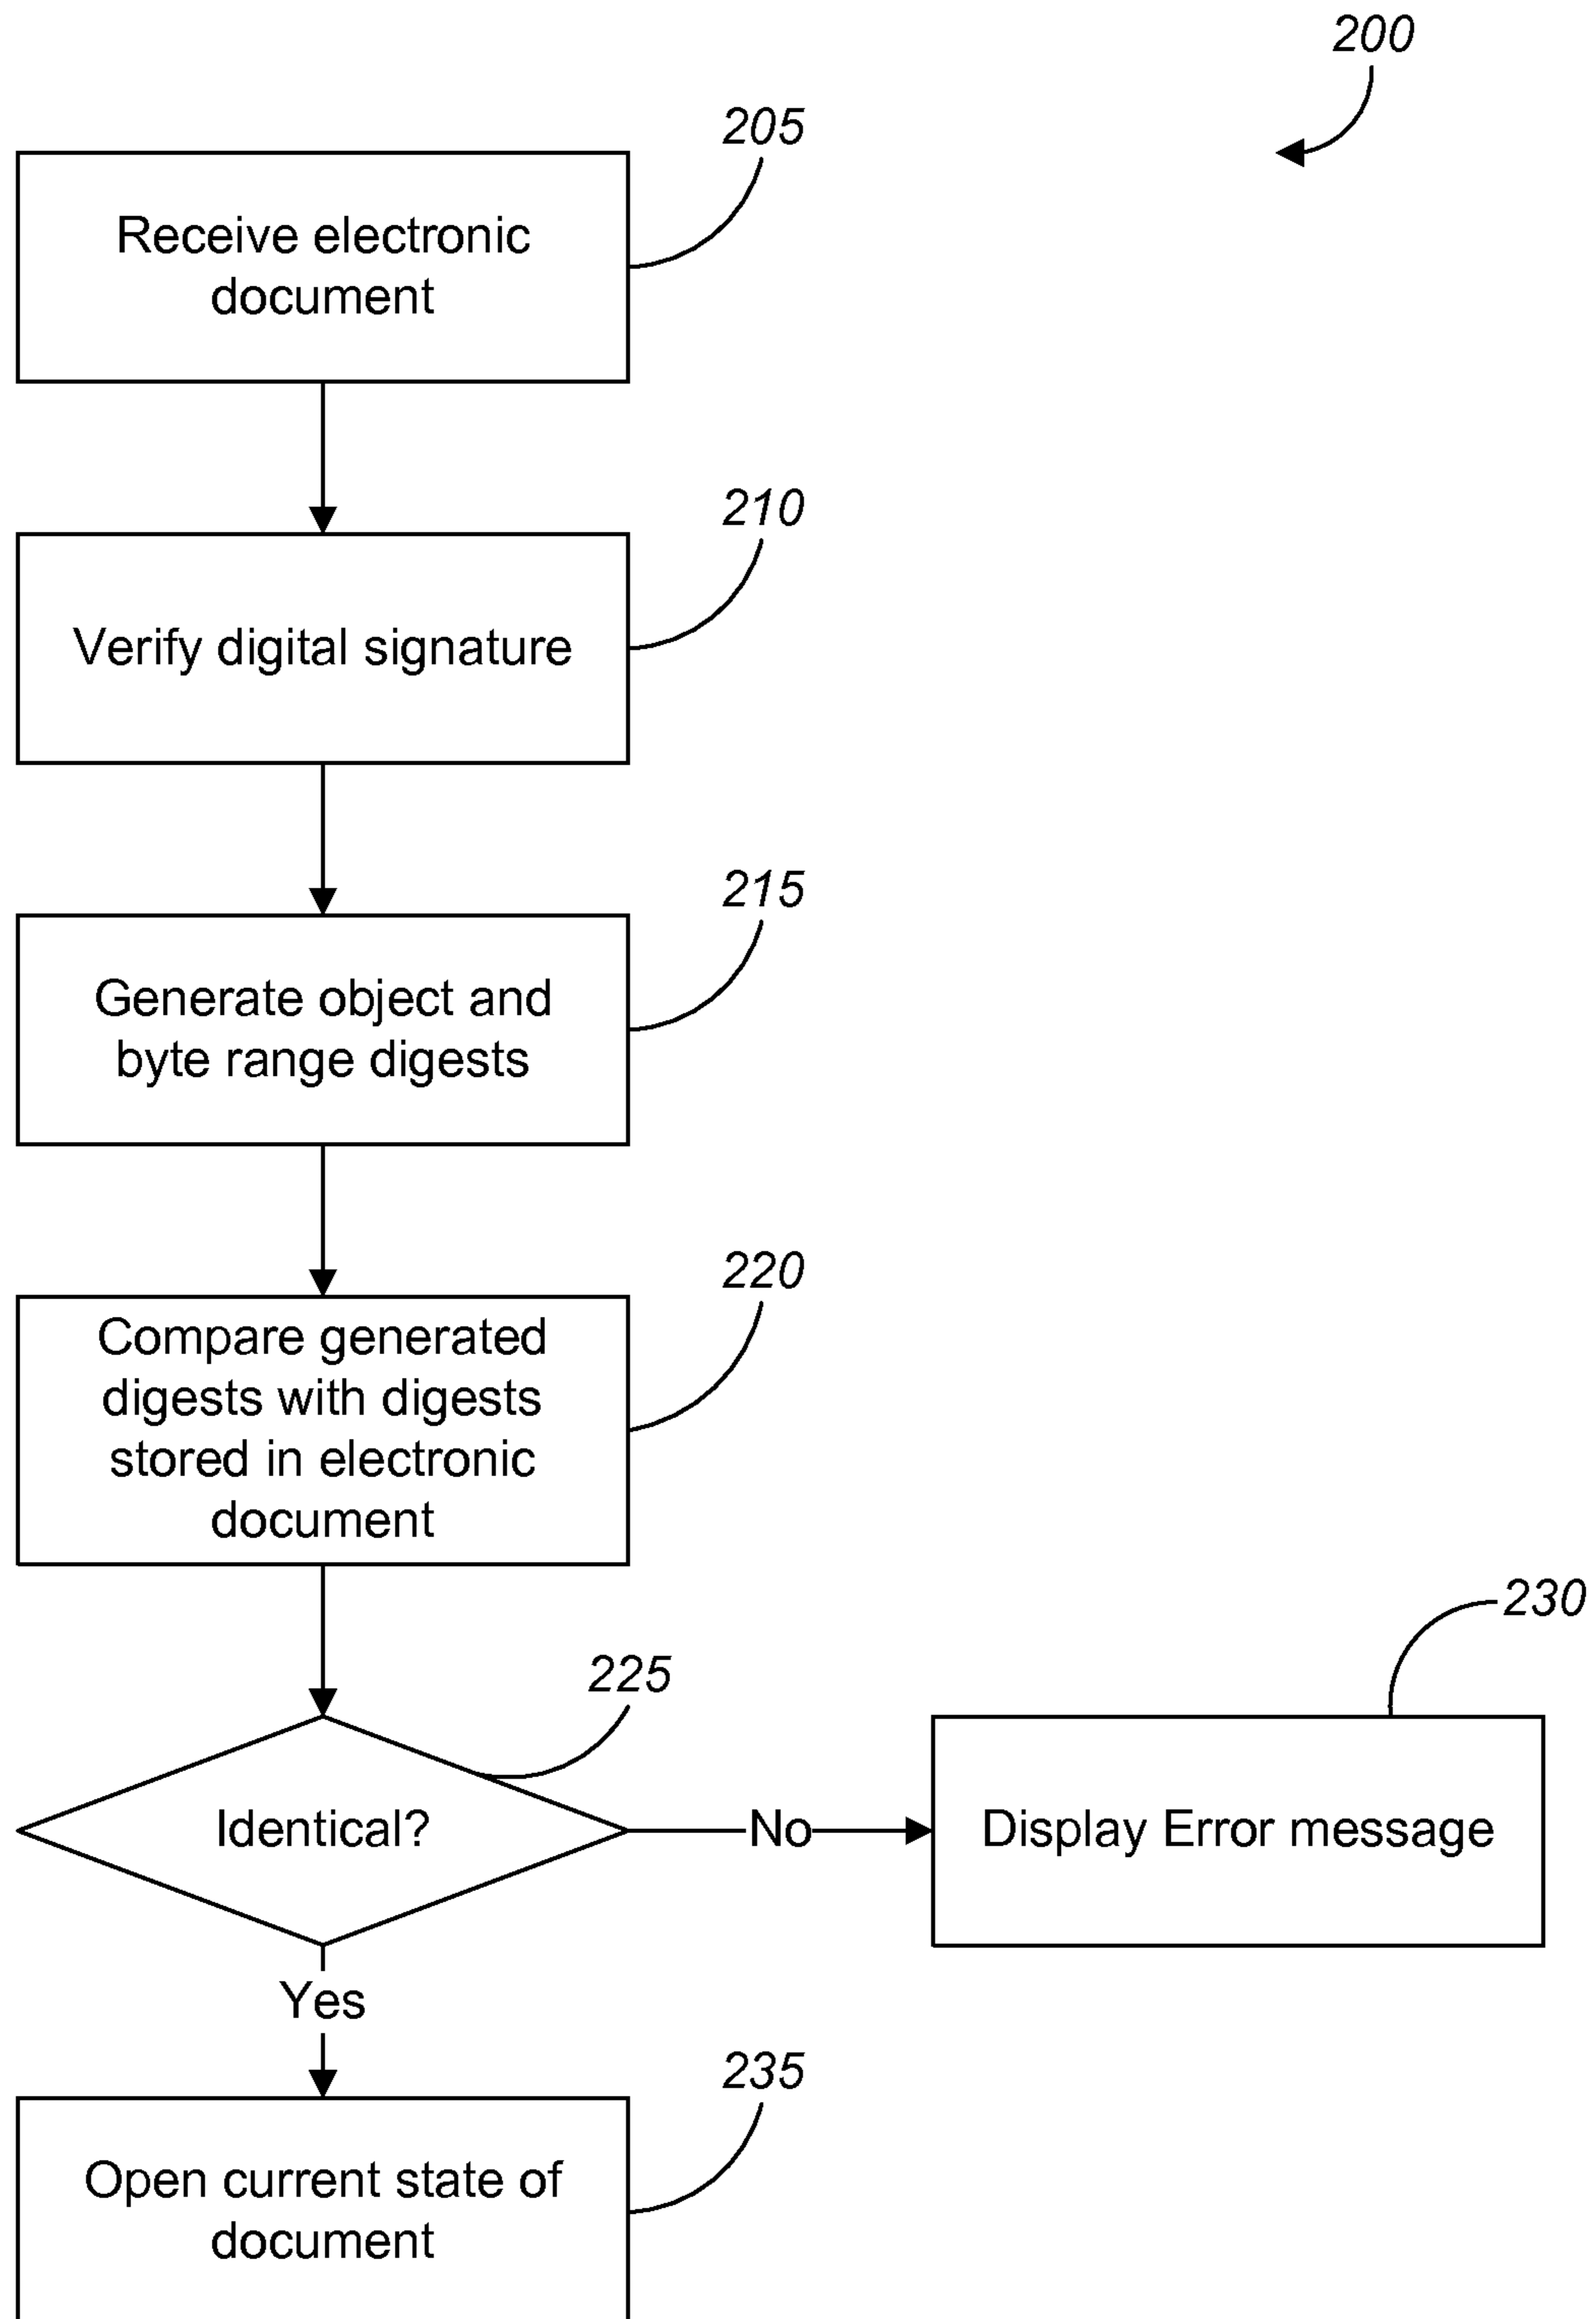 200
205
Receive electronic
document
210
Verify digital signature
215
Generate object and
byte range digests
220
Compare generated
digests with digests
stored in electronic
document
230
225
Identical?
No
Display Error message
Yes
235
Open current state of
document